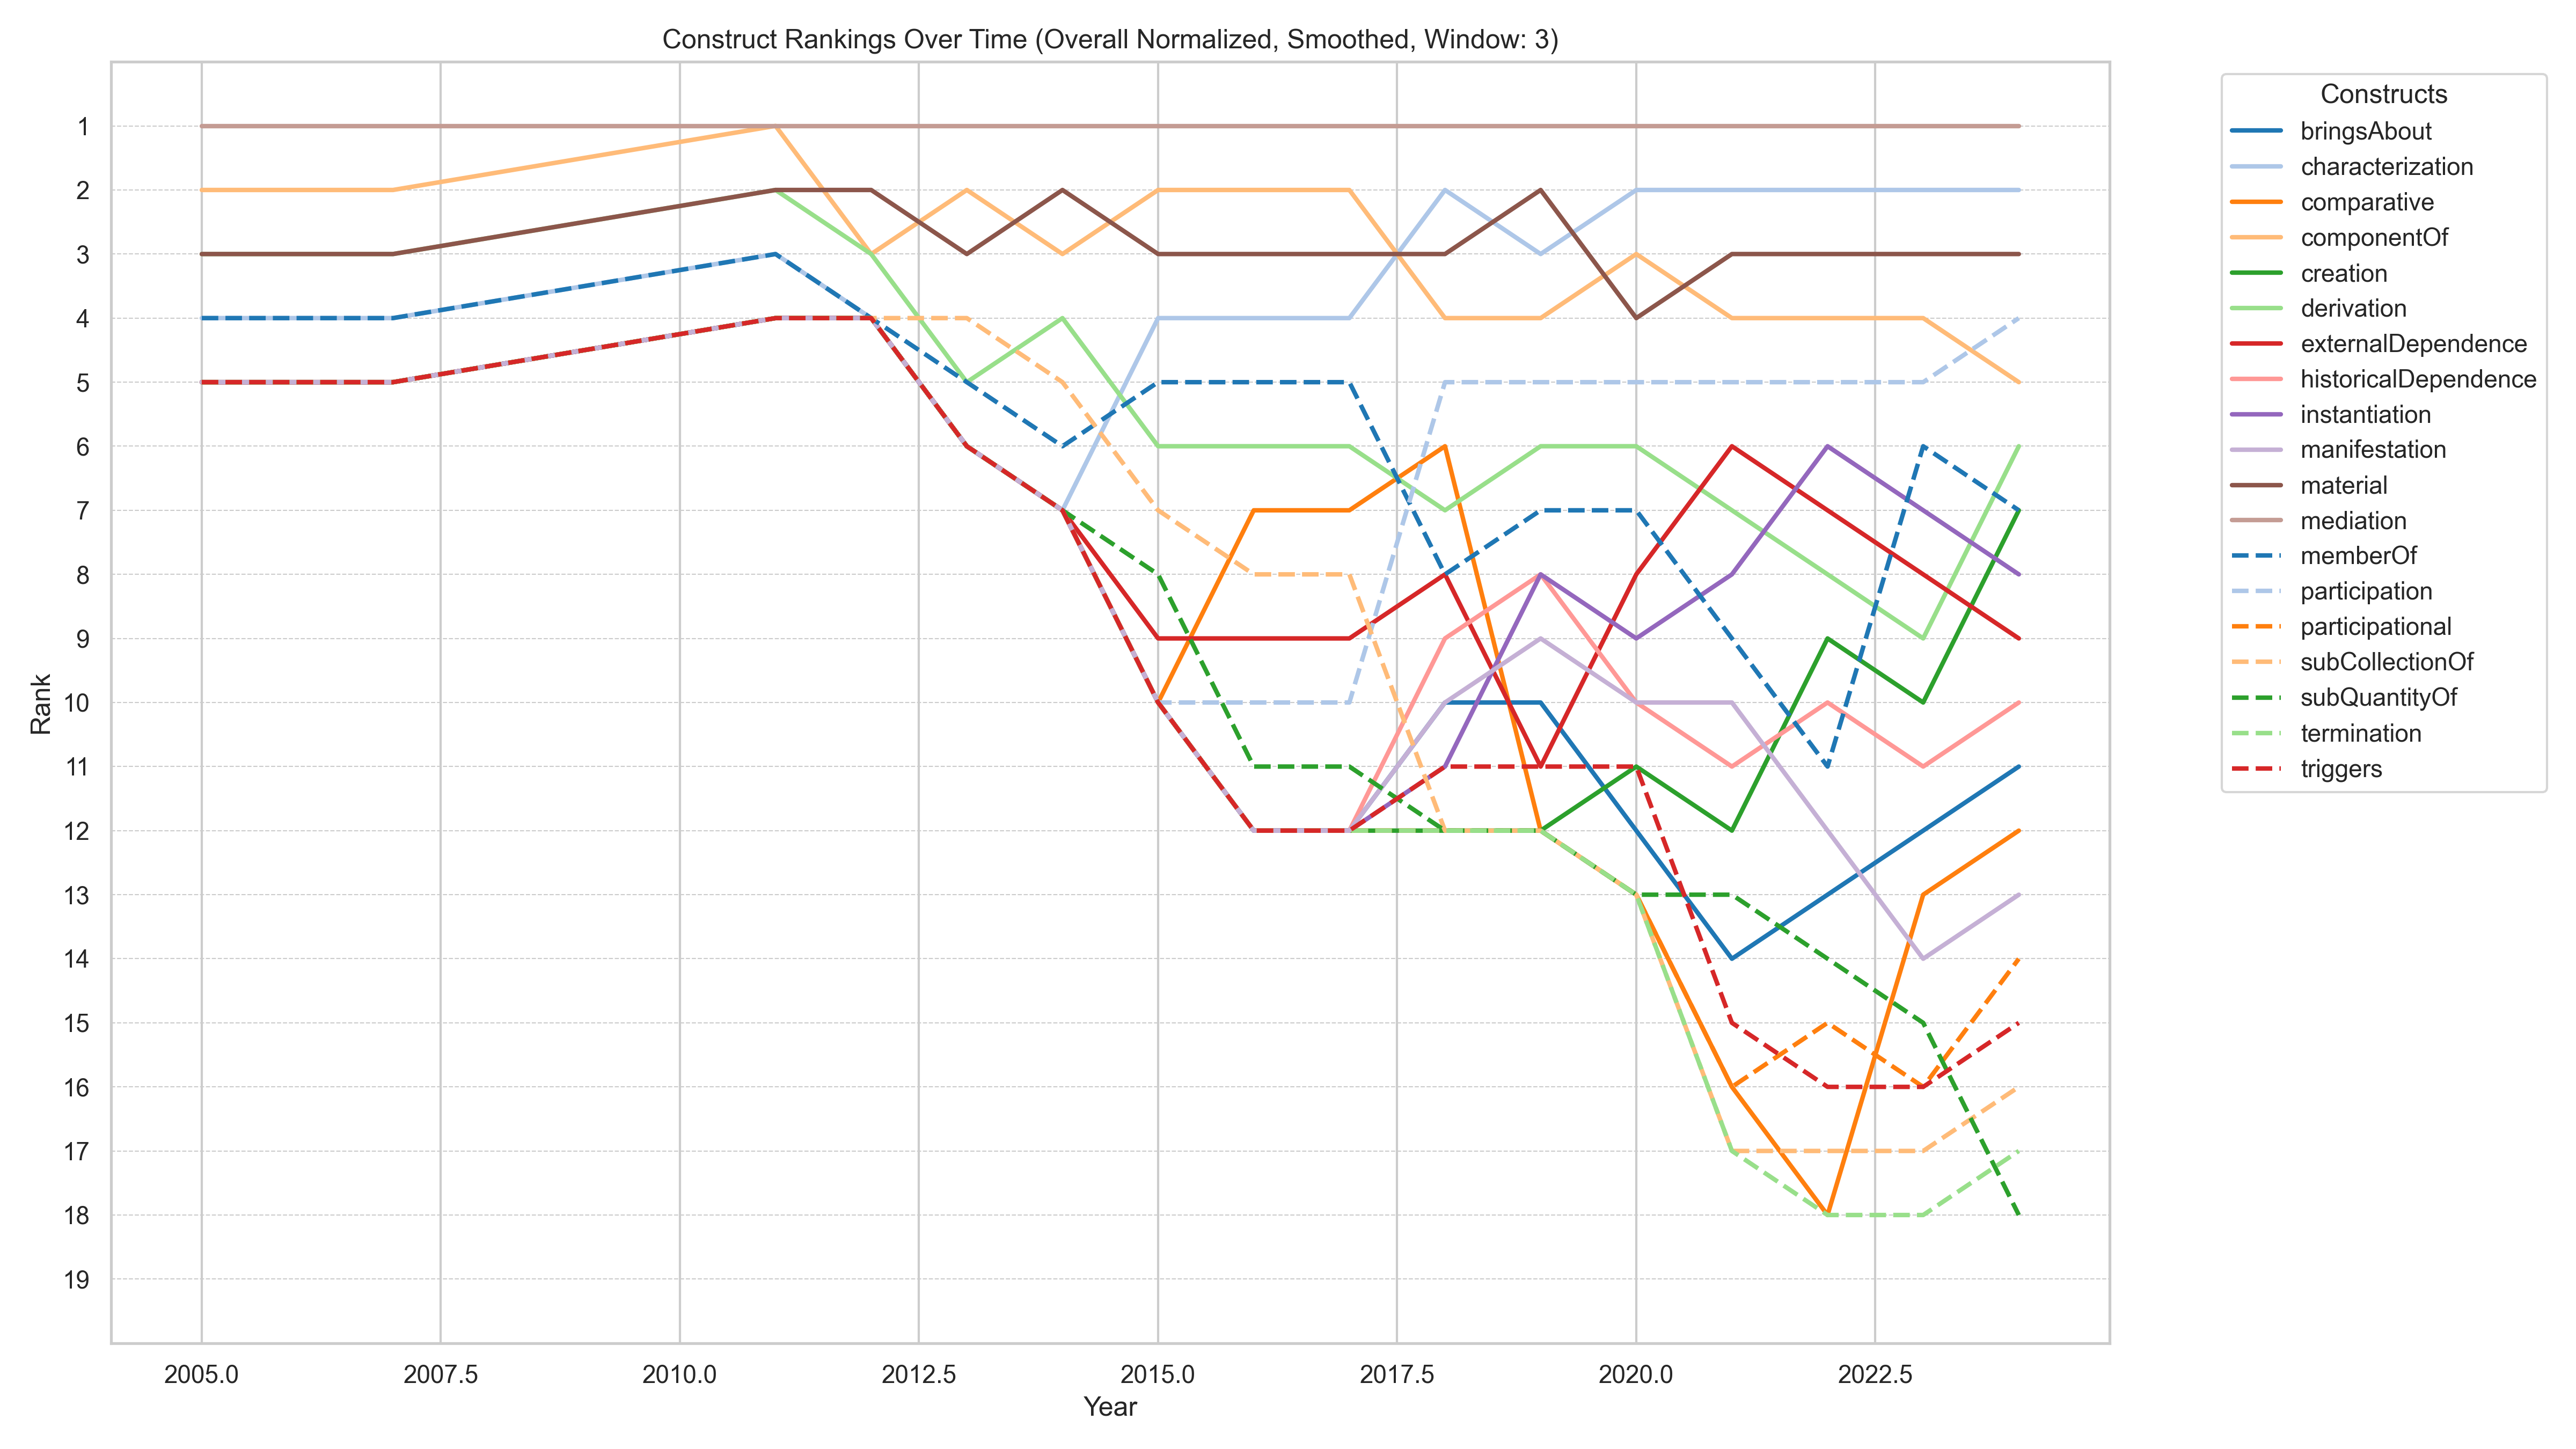 Construct Rankings Over Time (Overall Normalized, Smoothed, Window: 3)
Rank
1
2
3
4
5
6
7
8
9
10
11
12
13
14
15
16
17
18
19
2005.0 2007.5 2010.0 2012.5 2015.0 2017.5 2020.0 2022.5
Year
Constructs
bringsAbout
characterization
comparative
componentOf
creation
derivation
externalDependence
historicalDependence
instantiation
manifestation
material
mediation
memberOf
participation
participational
subCollectionOf
subQuantityOf
termination
triggers